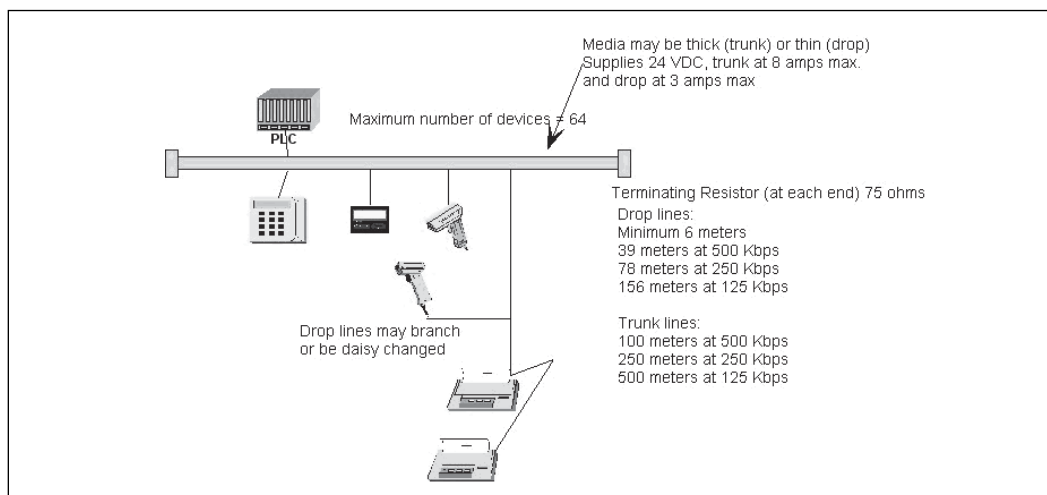 Media may be thick (trunk) or thin (drop)
Supplies 24 VDC, trunk at 8 amps max.
and drop at 3 amps max
Maximum number of devices = 64
PLC
Terminating Resistor (at each end) 75 ohms
Drop lines:
Minimum 6 meters
39 meters at 500 Kbps
78 meters at 250 Kbps
156 meters at 125 Kbps
Drop lines may branch
or be daisy changed
Trunk lines:
100 meters at 500 Kbps
250 meters at 250 Kbps
500 meters at 125 Kbps